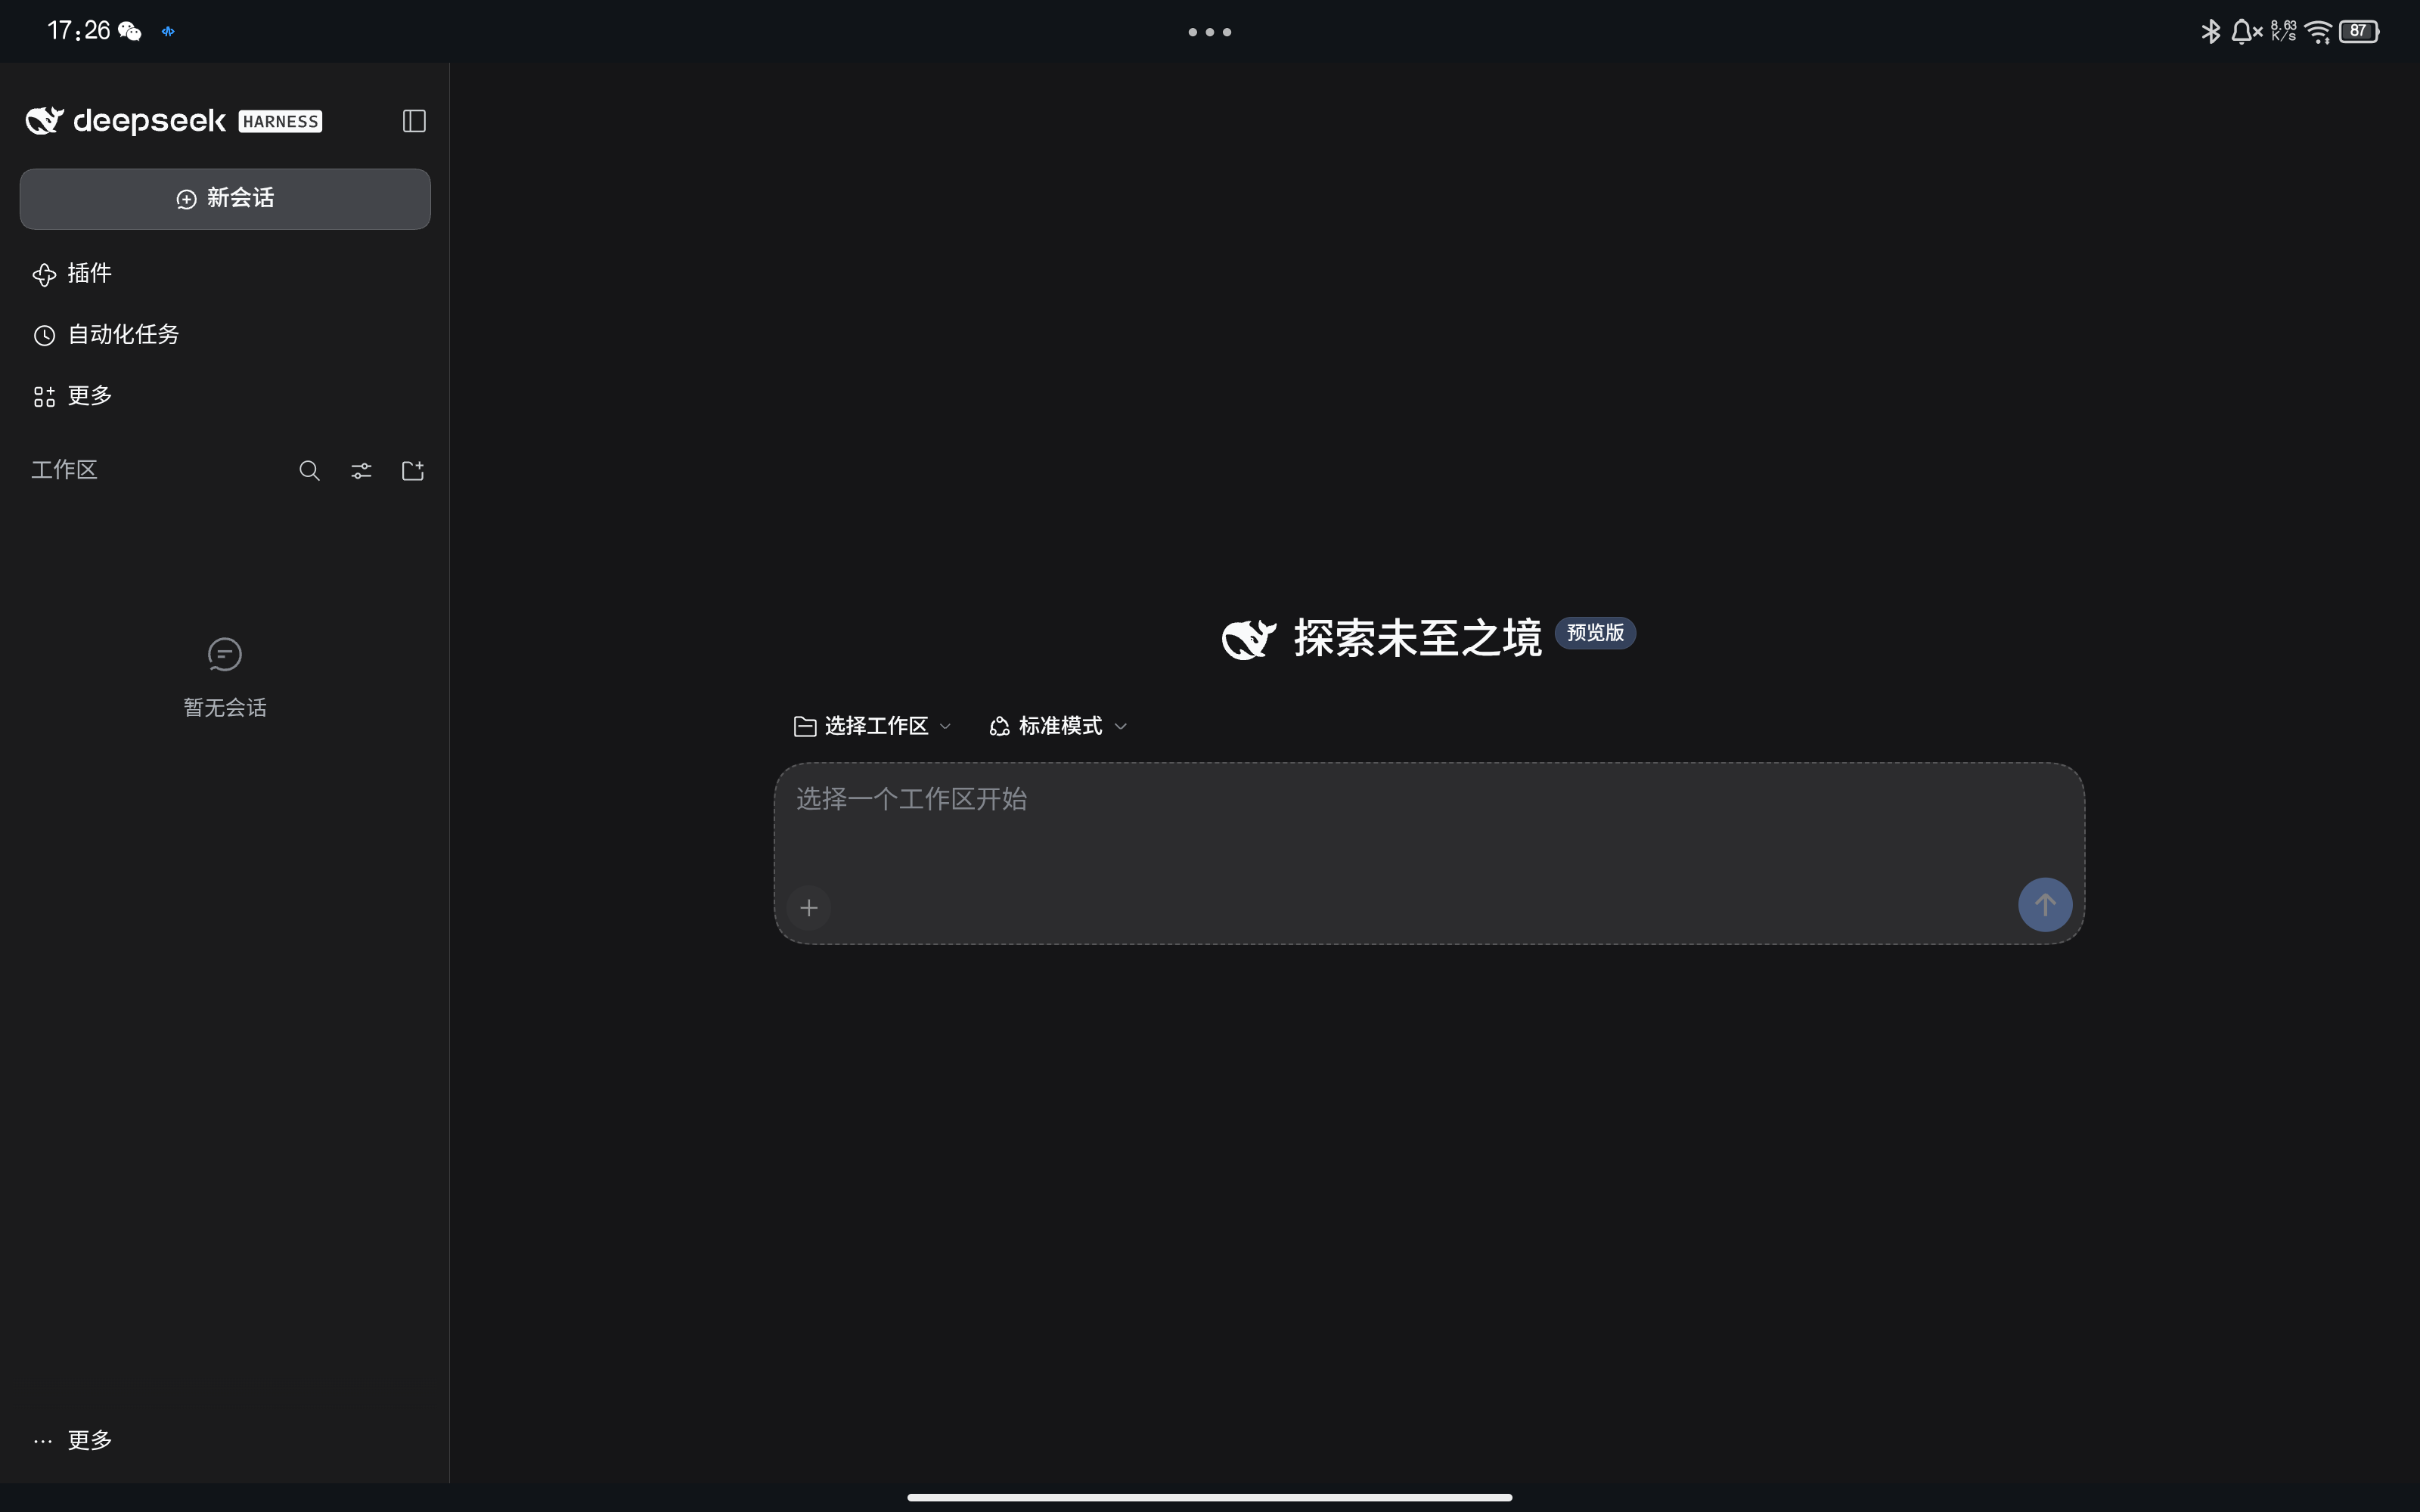 17:26
8.63
K/s
87
deepseek HARNESS
新会话
插件
自动化任务
更多
工作区
暂无会话
探索未至之境 预览版
选择工作区 标准模式
选择一个工作区开始
更多